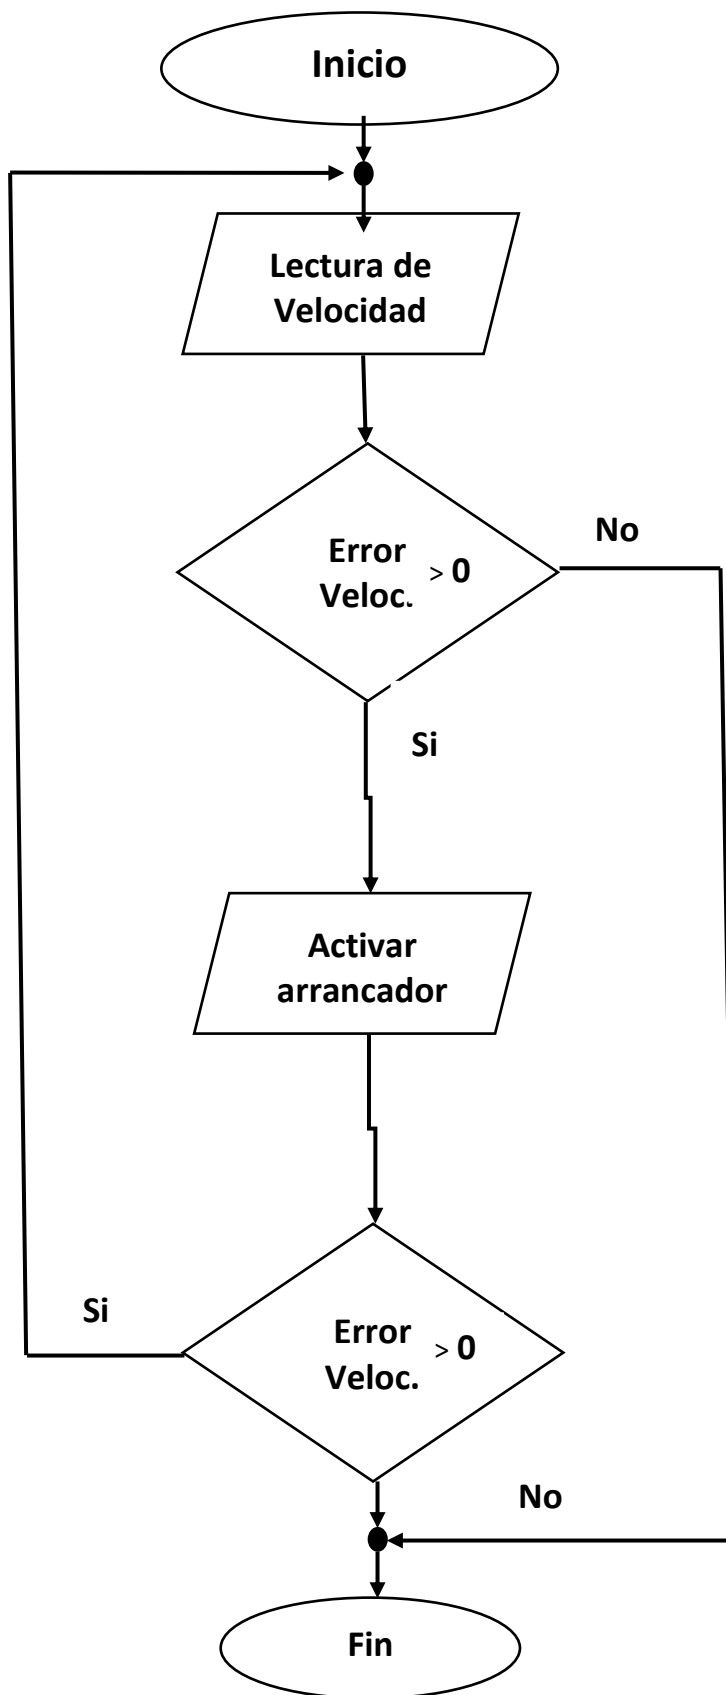 Inicio
Lectura de
Velocidad
No
Error
Veloc. > 0
Si
Activar
arrancador
Si
Error
Veloc. > 0
No
Fin